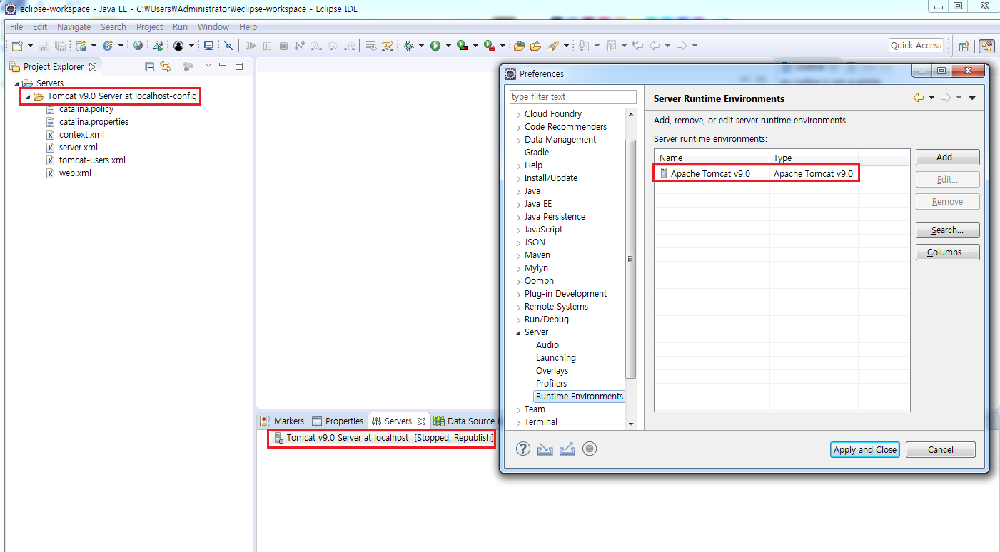 eclipse-workspace - Java EE - C:₩Users₩Administrator₩eclipse-workspace - Eclipse IDE
File Edit Navigate Search Project Run Window Help
Quick Access
Project Explorer
Servers
Tomcat v9.0 Server at localhost-config
catalina.policy
catalina.properties
context.xml
server.xml
tomcat-users.xml
web.xml
Markers Properties Servers Data Source
Tomcat v9.0 Server at localhost [Stopped, Republish]
Preferences
type filter text
Cloud Foundry
Code Recommenders
Data Management
Gradle
Help
Install/Update
Java
Java EE
Java Persistence
JavaScript
JSON
Maven
Mylyn
Oomph
Plug-in Development
Remote Systems
Run/Debug
Server
Audio
Launching
Overlays
Profilers
Runtime Environments
Team
Terminal
Server Runtime Environments
Add, remove, or edit server runtime environments.
Server runtime environments:
Name Type
Apache Tomcat v9.0 Apache Tomcat v9.0
Add...
Edit...
Remove
Search...
Columns...
Apply and Close Cancel